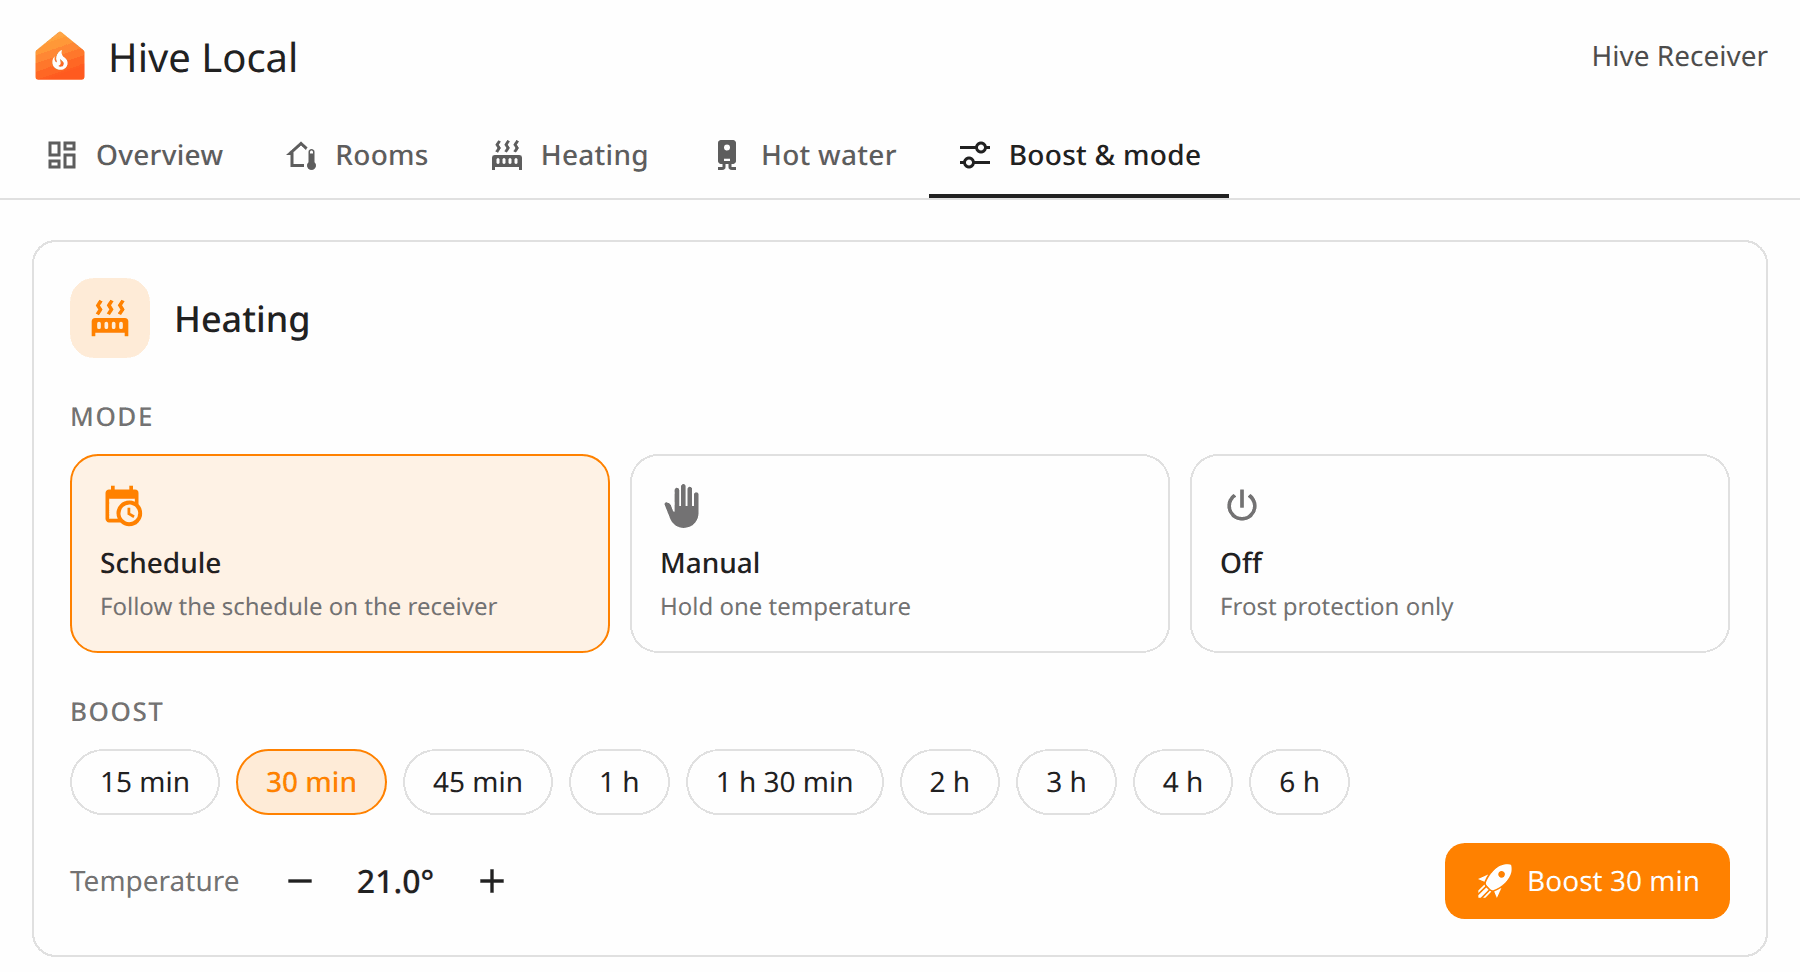 Hive Local
Hive Receiver
Overview
Rooms
Heating
Hot water
Boost & mode
Heating
MODE
Schedule
Follow the schedule on the receiver
Manual
Hold one temperature
Off
Frost protection only
BOOST
15 min
30 min
45 min
1 h
1 h 30 min
2 h
3 h
4 h
6 h
Temperature
21.0°
Boost 30 min